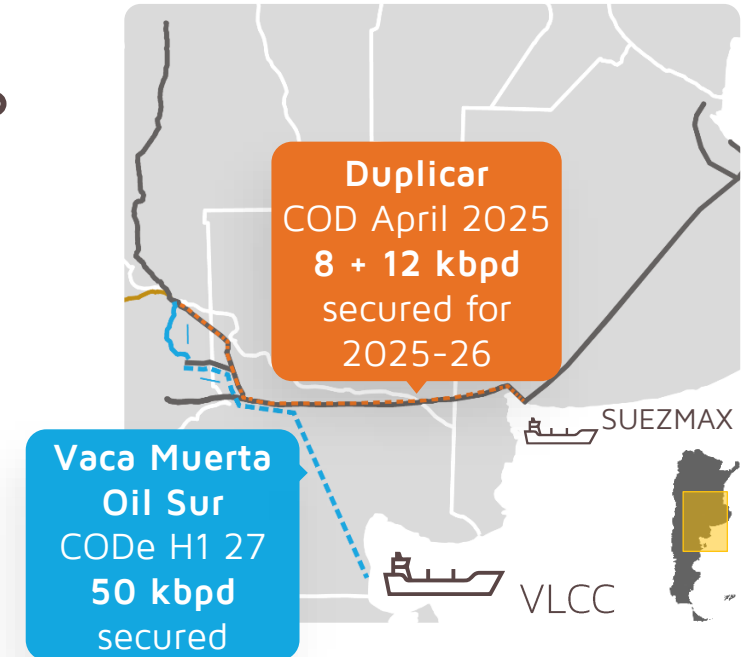 Duplicar
COD April 2025
8 + 12 kbpd
secured for
2025-26
SUEZMAX
Vaca Muerta
Oil Sur
CODe H1 27
50 kbpd
secured
VLCC